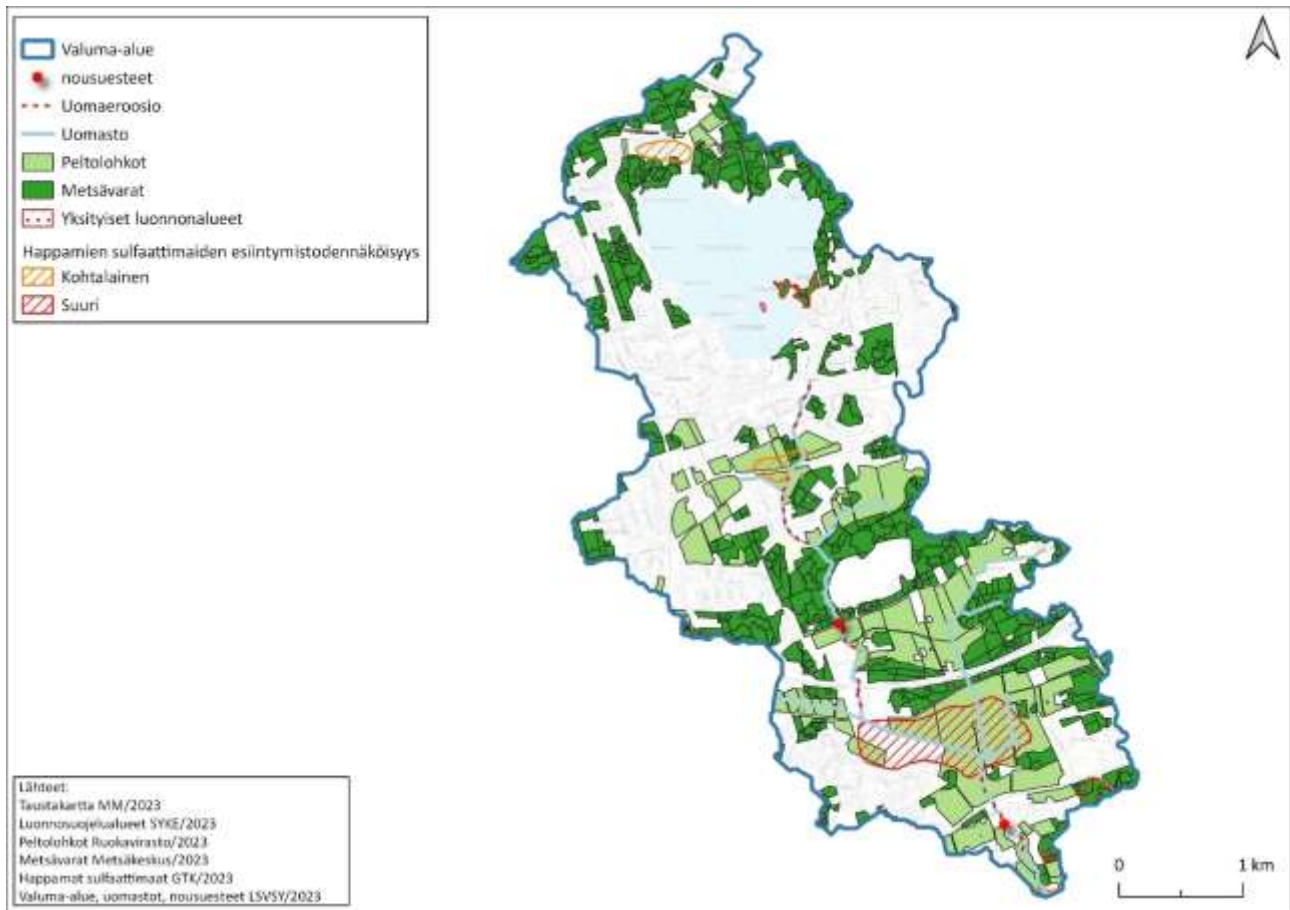 Valuma-alue
nousuesteet
Uomaeroosio
Uomasto
Peltolohkot
Metsävarat
Yksityiset luonnonalueet
Happamien sulfaattimaiden esiintymistodennäköisyys
Kohtalainen
Suuri
Lähteet:
Taustakartta MM/2023
Luonnosuojelualueet SYKE/2023
Peltolohkot Ruokavirasto/2023
Metsävarat Metsäkeskus/2023
Happamat sulfaattimaat GTK/2023
Valuma-alue, uomastot, nousuesteet LSVSY/2023
0 1 km